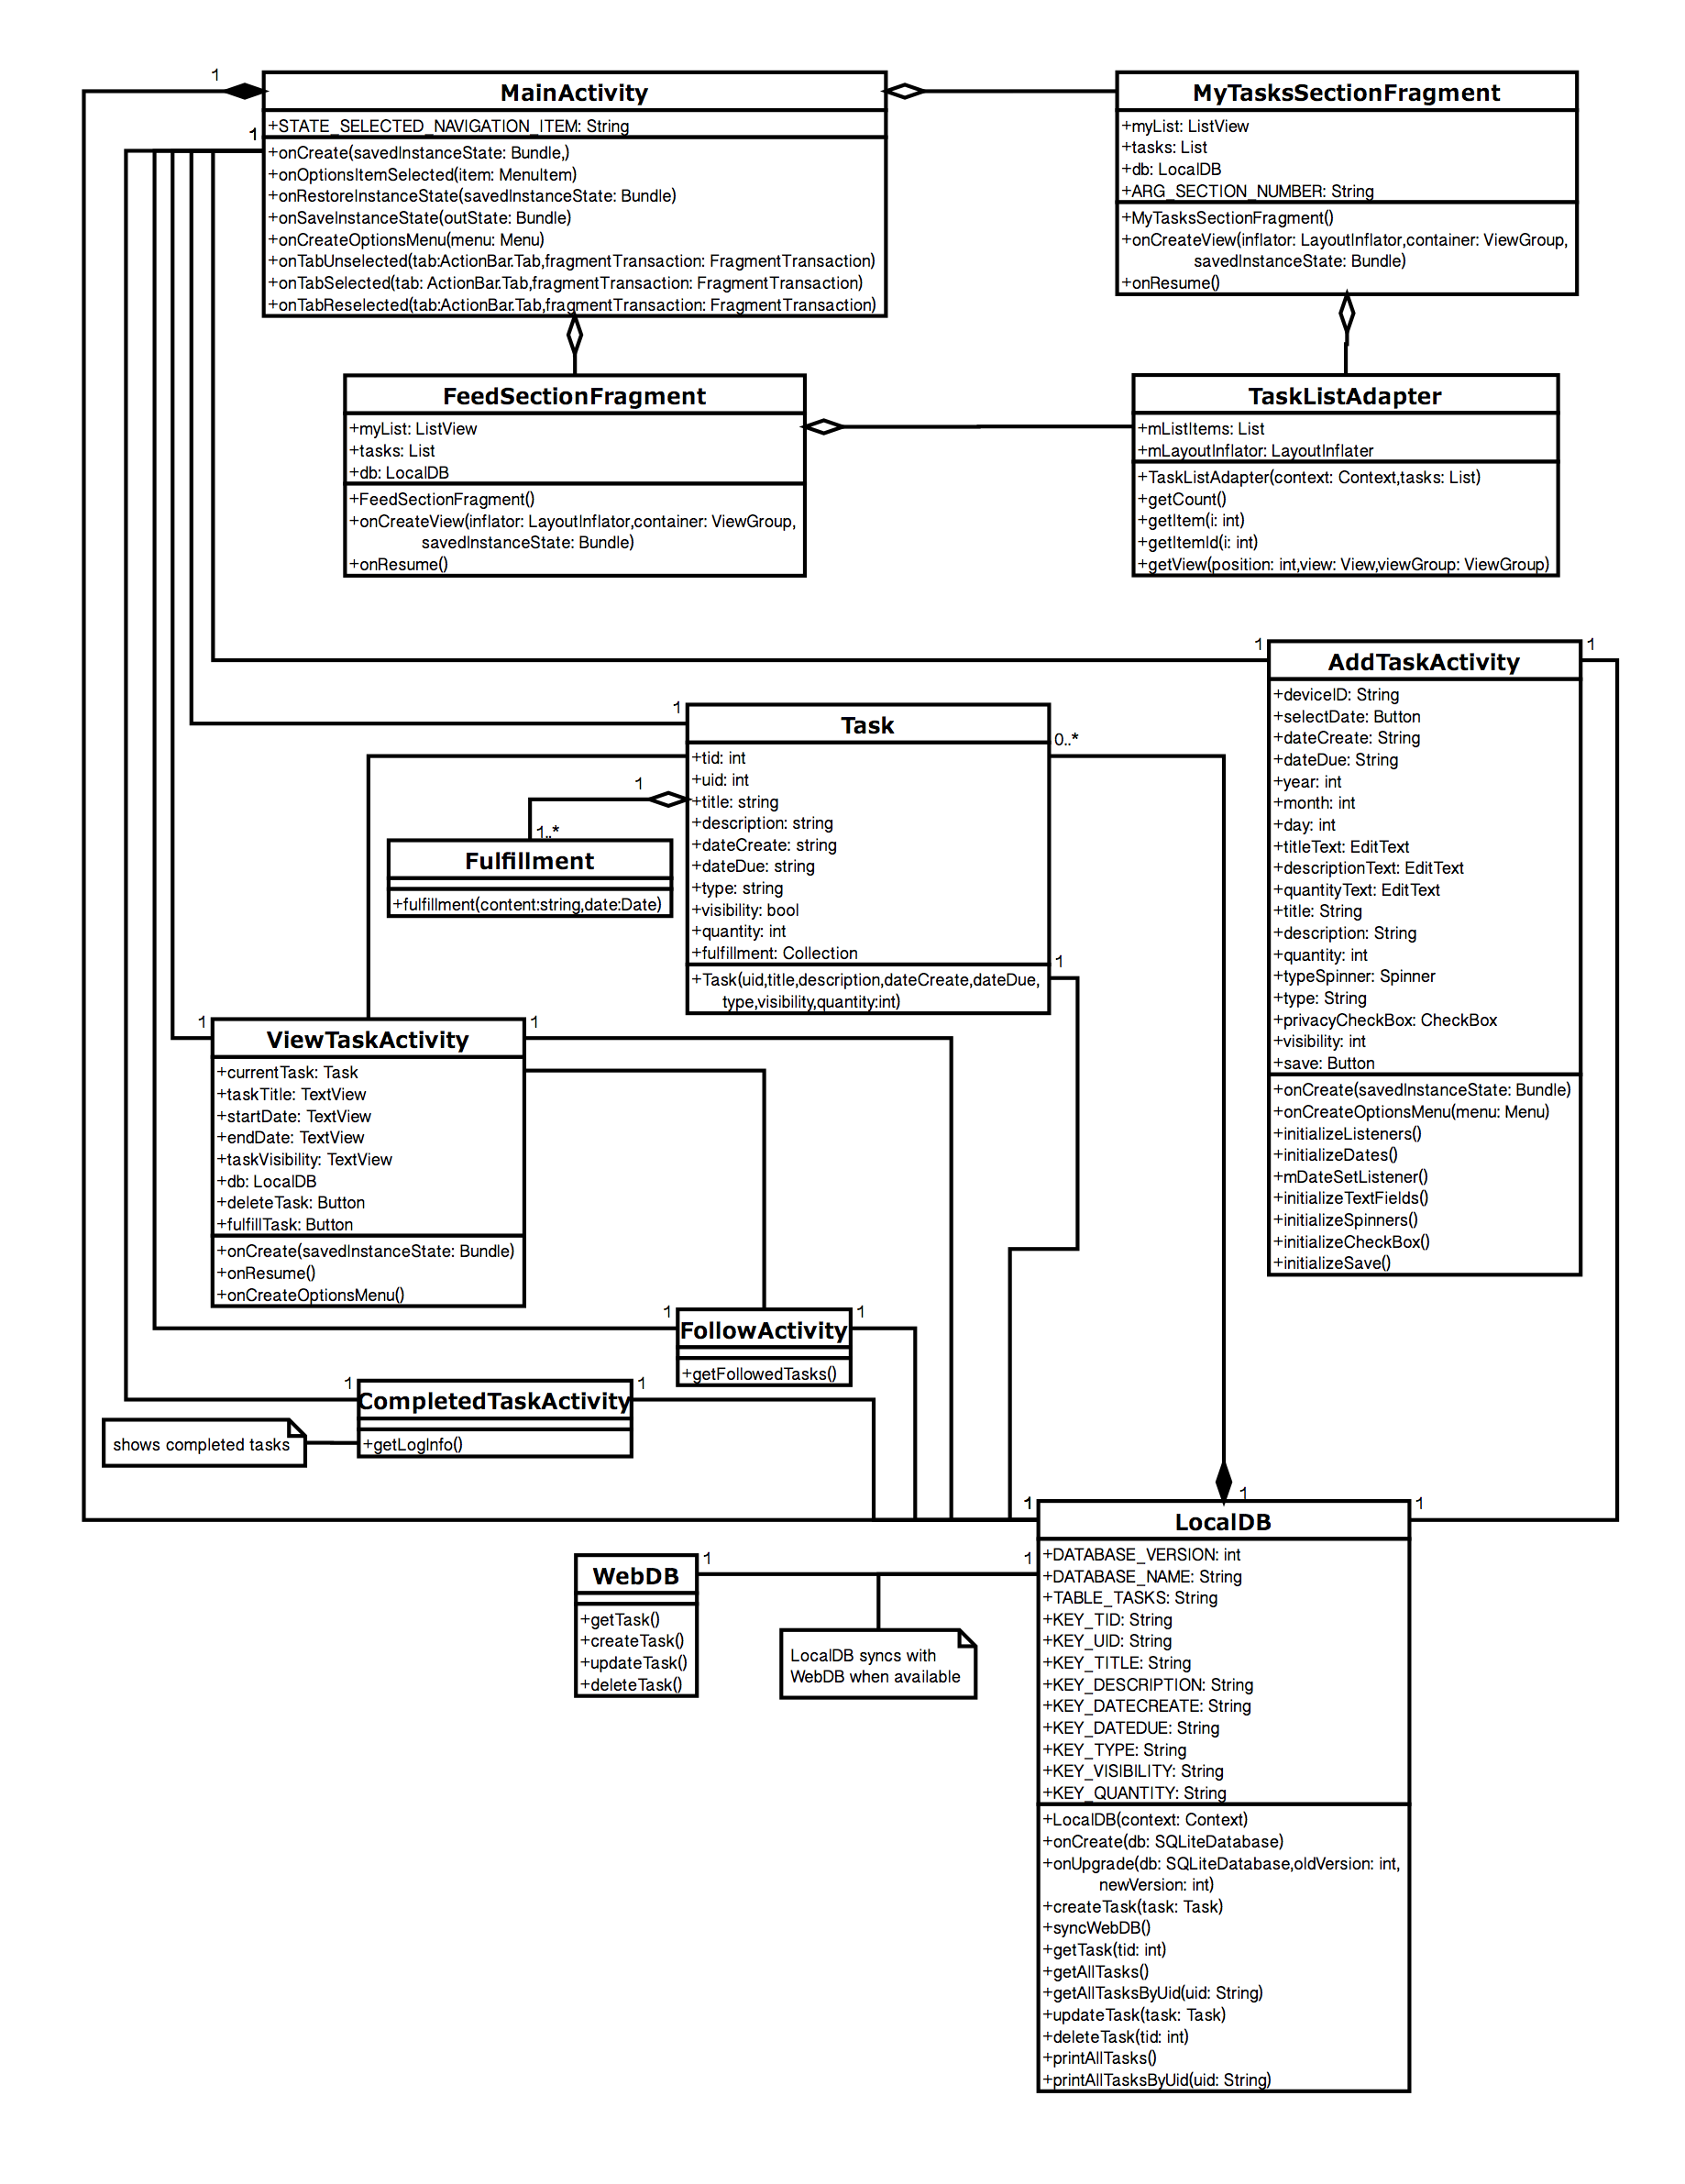 1
MainActivity
+STATE_SELECTED_NAVIGATION_ITEM: String
1
+onCreate(savedInstanceState: Bundle,)
+onOptionsItemSelected(item: MenuItem)
+onRestoreInstanceState(savedInstanceState: Bundle)
+onSaveInstanceState(outState: Bundle)
+onCreateOptionsMenu(menu: Menu)
+onTabUnselected(tab:ActionBar.Tab,fragmentTransaction: FragmentTransaction)
+onTabSelected(tab: ActionBar.Tab,fragmentTransaction: FragmentTransaction)
+onTabReselected(tab:ActionBar.Tab,fragmentTransaction: FragmentTransaction)
MyTasksSectionFragment
+myList: ListView
+tasks: List
+db: LocalDB
+ARG_SECTION_NUMBER: String
+MyTasksSectionFragment()
+onCreateView(inflator: LayoutInflator,container: ViewGroup,
savedInstanceState: Bundle)
+onResume()
FeedSectionFragment
+myList: ListView
+tasks: List
+db: LocalDB
+FeedSectionFragment()
+onCreateView(inflator: LayoutInflator,container: ViewGroup,
savedInstanceState: Bundle)
+onResume()
TaskListAdapter
+mListItems: List
+mLayoutInflator: LayoutInflater
+TaskListAdapter(context: Context,tasks: List)
+getCount()
+getItem(i: int)
+getItemId(i: int)
+getView(position: int,view: View,viewGroup: ViewGroup)
1
1
AddTaskActivity
+deviceID: String
+selectDate: Button
+dateCreate: String
+dateDue: String
+year: int
+month: int
+day: int
+titleText: EditText
+descriptionText: EditText
+quantityText: EditText
+title: String
+description: String
+quantity: int
+typeSpinner: Spinner
+type: String
+privacyCheckBox: CheckBox
+visibility: int
+save: Button
+onCreate(savedInstanceState: Bundle)
+onCreateOptionsMenu(menu: Menu)
+initializeListeners()
+initializeDates()
+mDateSetListener()
+initializeTextFields()
+initializeSpinners()
+initializeCheckBox()
+initializeSave()
1
Task
0..*
+tid: int
+uid: int
+title: string
+description: string
+dateCreate: string
+dateDue: string
+type: string
+visibility: bool
+quantity: int
+fulfillment: Collection
1
+Task(uid,title,description,dateCreate,dateDue,
type,visibility,quantity:int)
1
1..*
Fulfillment
+fulfillment(content:string,date:Date)
1
1
ViewTaskActivity
+currentTask: Task
+taskTitle: TextView
+startDate: TextView
+endDate: TextView
+taskVisibility: TextView
+db: LocalDB
+deleteTask: Button
+fulfillTask: Button
+onCreate(savedInstanceState: Bundle)
+onResume()
+onCreateOptionsMenu()
1
1
FollowActivity
+getFollowedTasks()
1
1
CompletedTaskActivity
+getLogInfo()
shows completed tasks
1
1
1
LocalDB
1
+DATABASE_VERSION: int
+DATABASE_NAME: String
+TABLE_TASKS: String
+KEY_TID: String
+KEY_UID: String
+KEY_TITLE: String
+KEY_DESCRIPTION: String
+KEY_DATECREATE: String
+KEY_DATEDUE: String
+KEY_TYPE: String
+KEY_VISIBILITY: String
+KEY_QUANTITY: String
+LocalDB(context: Context)
+onCreate(db: SQLiteDatabase)
+onUpgrade(db: SQLiteDatabase,oldVersion: int,
newVersion: int)
+createTask(task: Task)
+syncWebDB()
+getTask(tid: int)
+getAllTasks()
+getAllTasksByUid(uid: String)
+updateTask(task: Task)
+deleteTask(tid: int)
+printAllTasks()
+printAllTasksByUid(uid: String)
1
WebDB
+getTask()
+createTask()
+updateTask()
+deleteTask()
LocalDB syncs with
WebDB when available